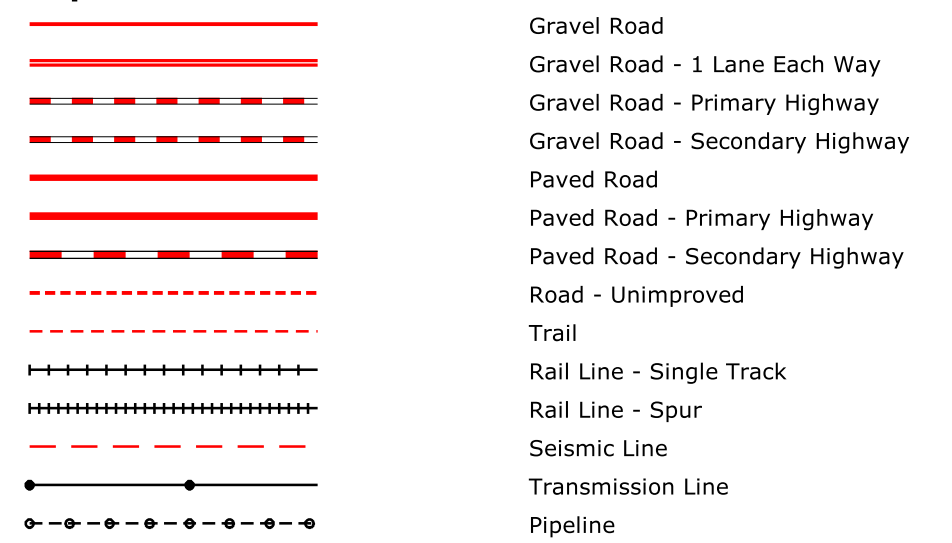 Gravel Road
Gravel Road - 1 Lane Each Way
Gravel Road - Primary Highway
Gravel Road - Secondary Highway
Paved Road
Paved Road - Primary Highway
Paved Road - Secondary Highway
Road - Unimproved
Trail
Rail Line - Single Track
Rail Line - Spur
Seismic Line
Transmission Line
Pipeline